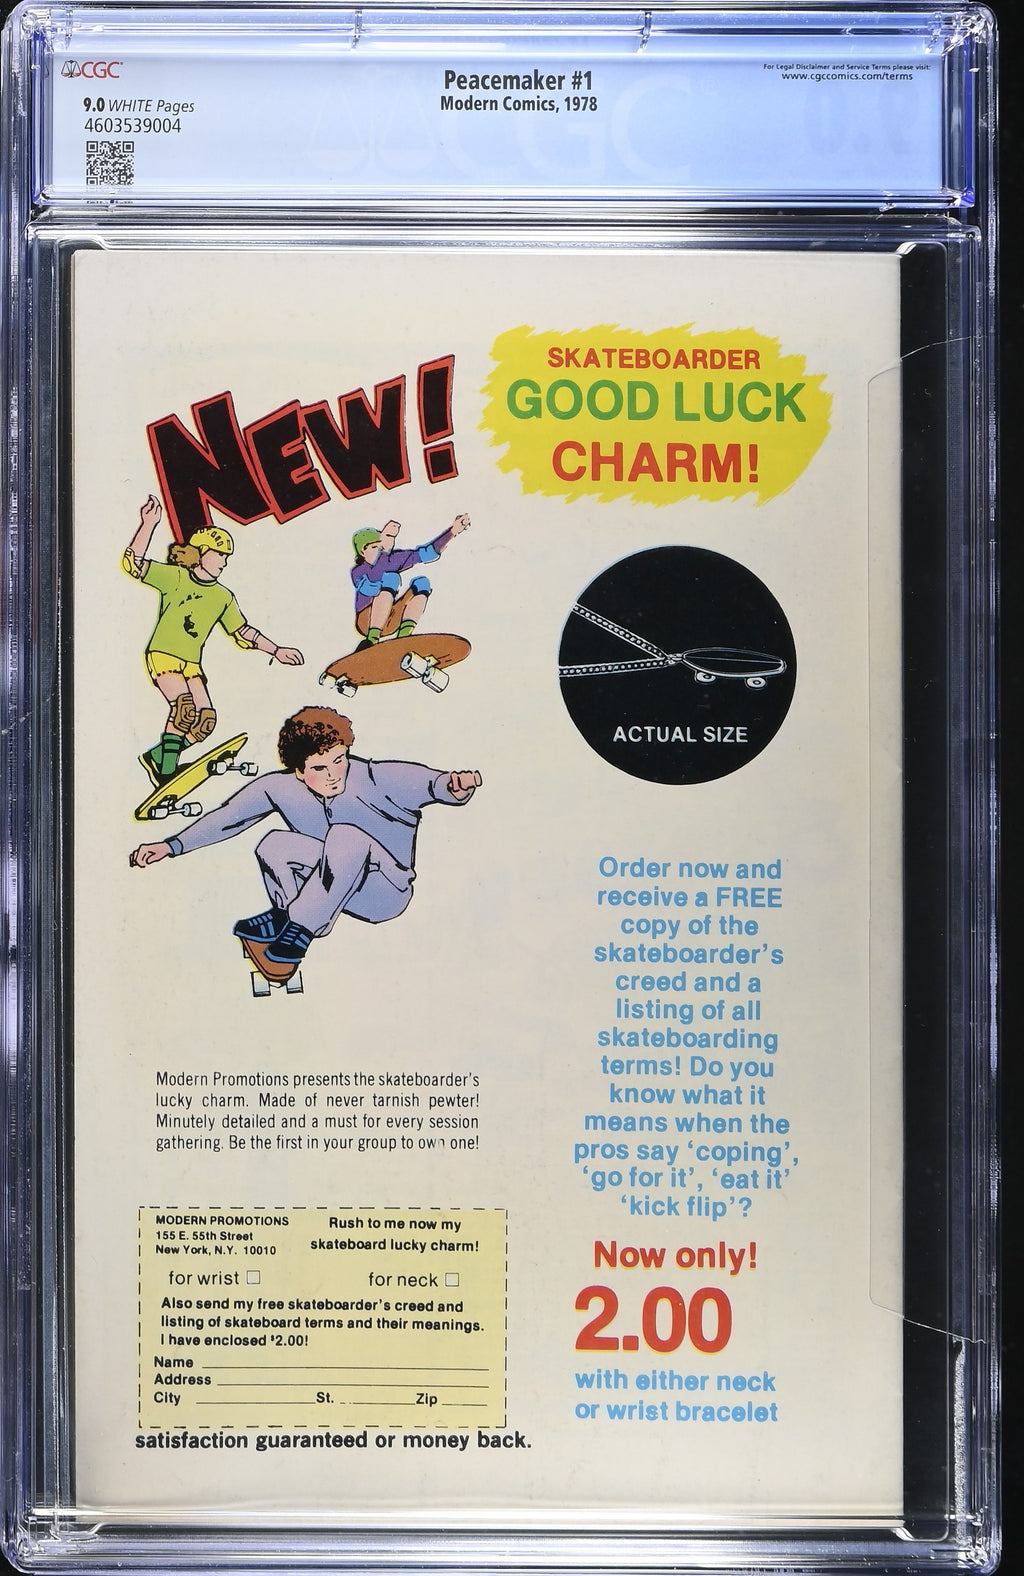 CGC
9.0 WHITE Pages
4603539004
Peacemaker #1
Modern Comics, 1978
For Legal Disclaimer and Service Terms please visit:
www.cgccomics.com/terms
NEW!
SKATEBOARDER
GOOD LUCK
CHARM!
ACTUAL SIZE
Order now and
receive a FREE
copy of the
skateboarder's
creed and a
listing of all
skateboarding
terms! Do you
know what it
means when the
pros say 'coping',
'go for it', 'eat it'
'kick flip'?
Now only!
2.00
with either neck
or wrist bracelet
Modern Promotions presents the skateboarder's
lucky charm. Made of never tarnish pewter!
Minutely detailed and a must for every session
gathering. Be the first in your group to own one!
MODERN PROMOTIONS
155 E. 55th Street
New York, N.Y. 10010
Rush to me now my
skateboard lucky charm!
for wrist
for neck
Also send my free skateboarder's creed and
listing of skateboard terms and their meanings.
I have enclosed $2.00!
Name
Address
City St. Zip
satisfaction guaranteed or money back.